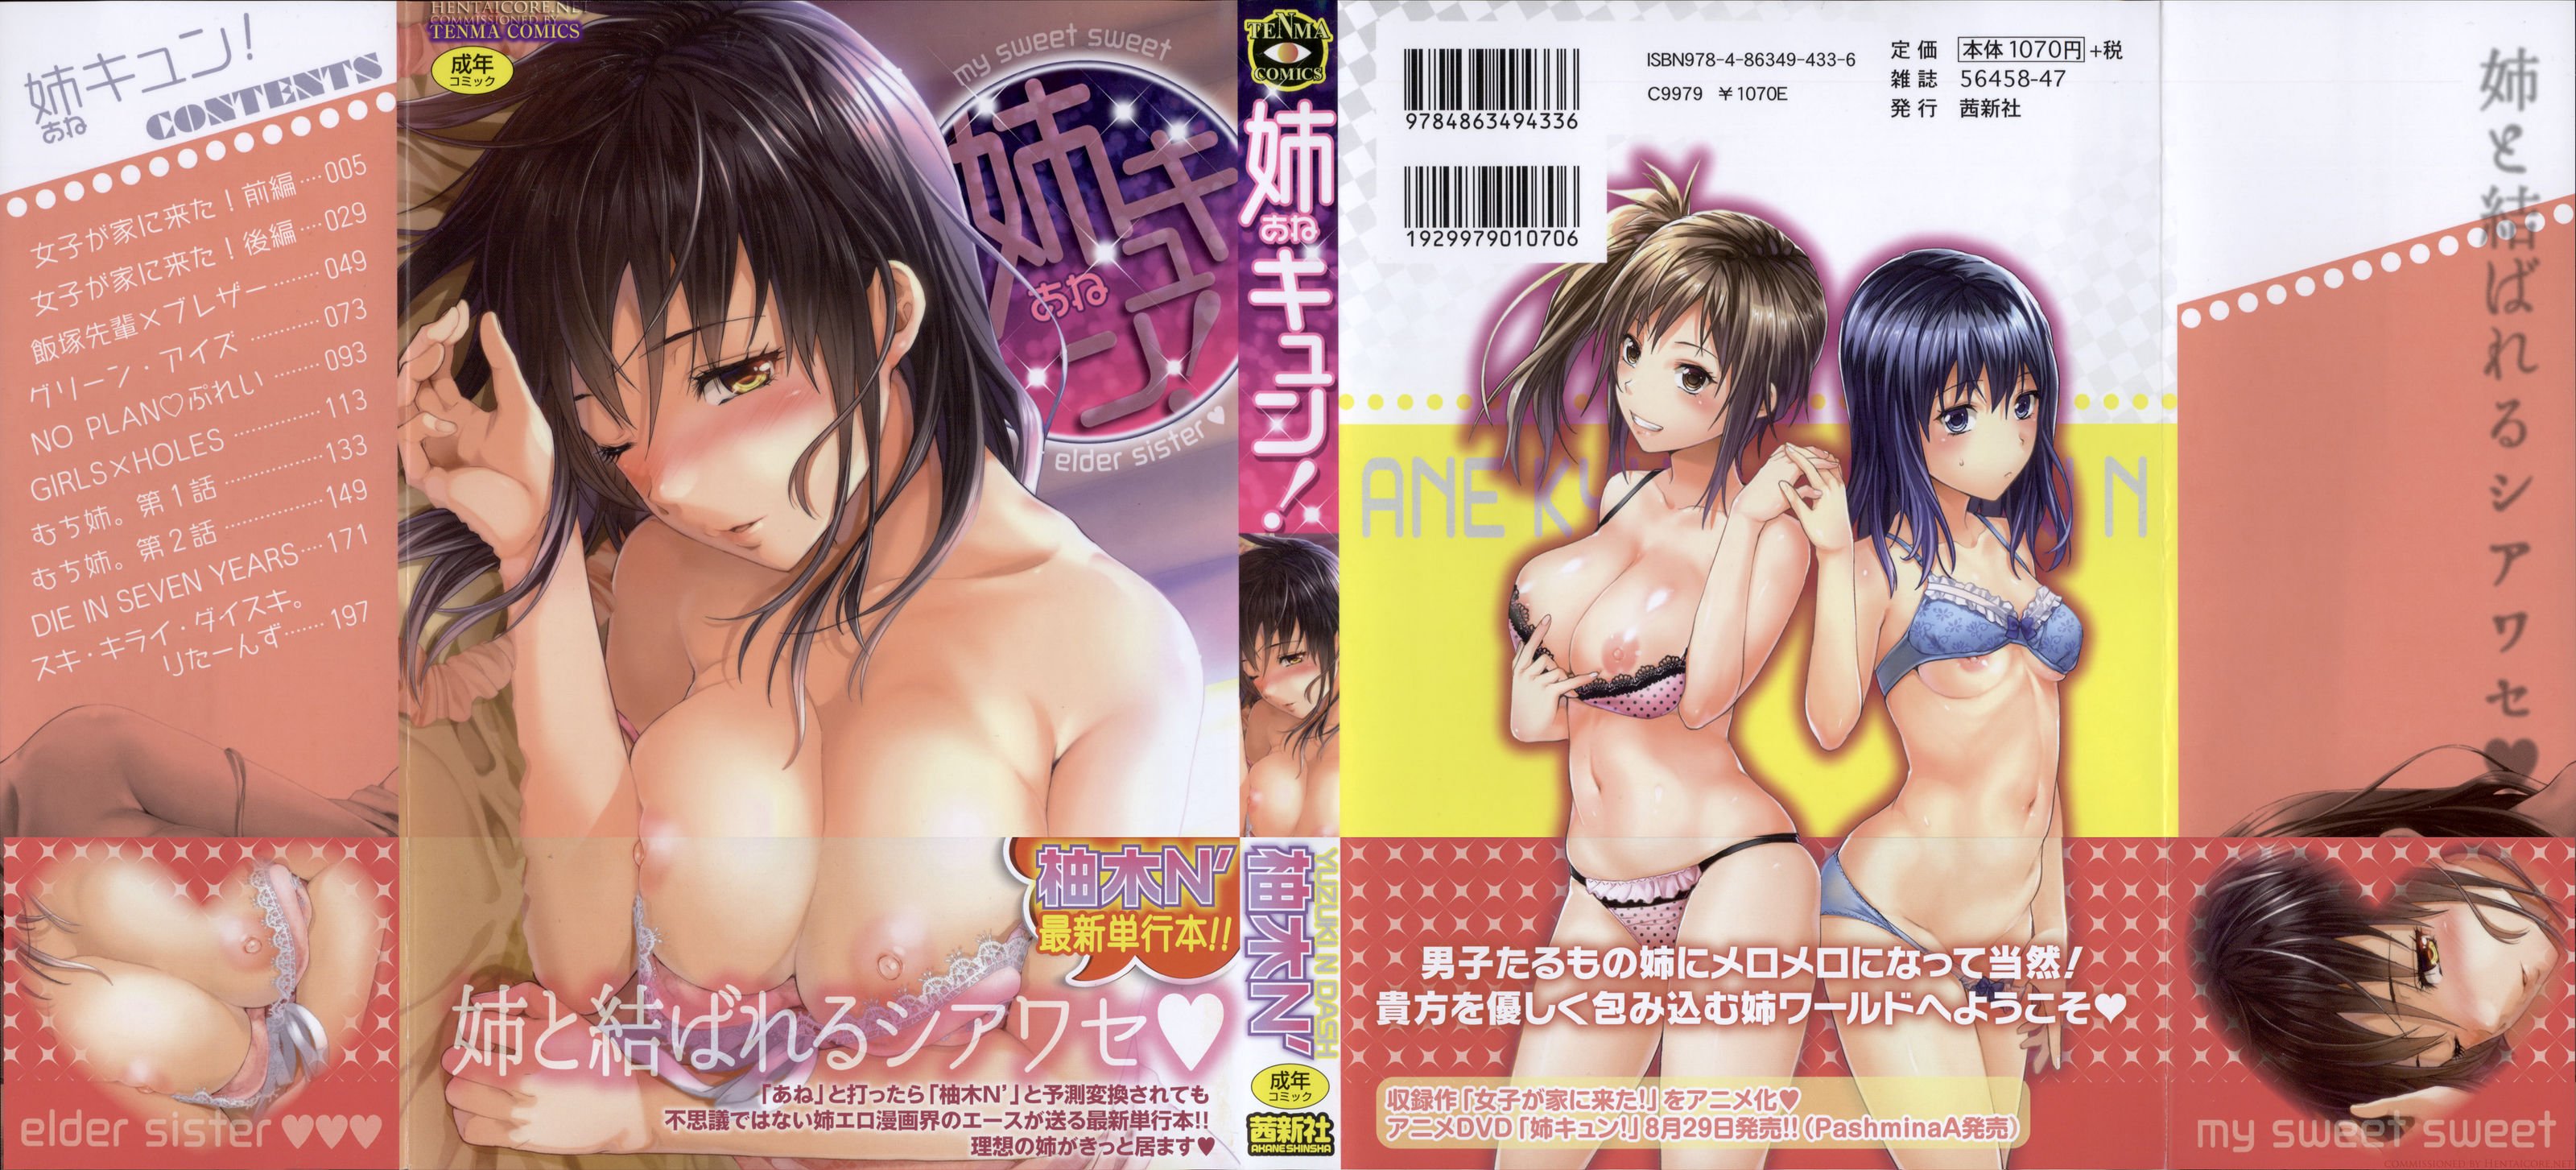 姉キュン!
あね
CONTENTS
女子が家に来た!前編····005
女子が家に来た!後編····029
飯塚先輩×ブレザー·······049
グリーン・アイズ··········073
NO PLAN♡ぷれい·······093
GIRLS×HOLES············113
むち姉。第1話··············133
むち姉。第2話··············149
DIE IN SEVEN YEARS····171
スキ・キライ・ダイスキ。
りたーんず······197
elder sister♥♥♥
HENTAICORE.NET
COMMISSIONED BY
TENMA COMICS
成年
コミック
my sweet sweet
姉キュン!
あね
elder sister♥
柚木N'
最新単行本!!
姉と結ばれるシアワセ♥
「あね」と打ったら「柚木N'」と予測変換されても
不思議ではない姉エロ漫画界のエースが送る最新単行本!!
理想の姉がきっと居ます♥
TENMA
COMICS
姉キュン!
あね
柚木N'
YUZUKI N DASH
成年
コミック
茜新社
AKANESHINSHA
9784863494336
1929979010706
ISBN978-4-86349-433-6
C9979 ¥1070E
定価 本体1070円+税
雑誌 56458-47
発行 茜新社
ANE KY N
男子たるもの姉にメロメロになって当然!
貴方を優しく包み込む姉ワールドへようこそ♥
収録作「女子が家に来た!」をアニメ化♥
アニメDVD「姉キュン!」8月29日発売!!(PashminaA発売)
姉と結ばれるシアワセ♥
my sweet sweet
COMMISSIONED BY HENTAICORE.NET